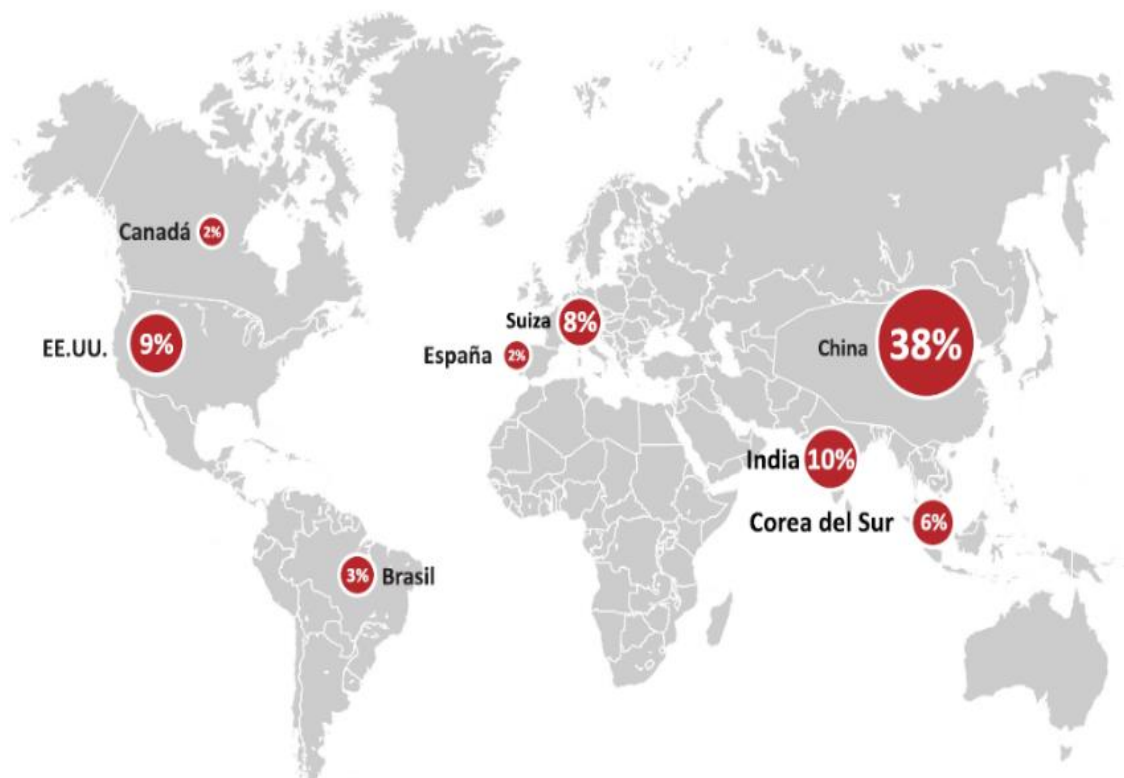 Canadá 2%
EE.UU. 9%
Suiza 8%
España 2%
China 38%
India 10%
Corea del Sur 6%
3% Brasil